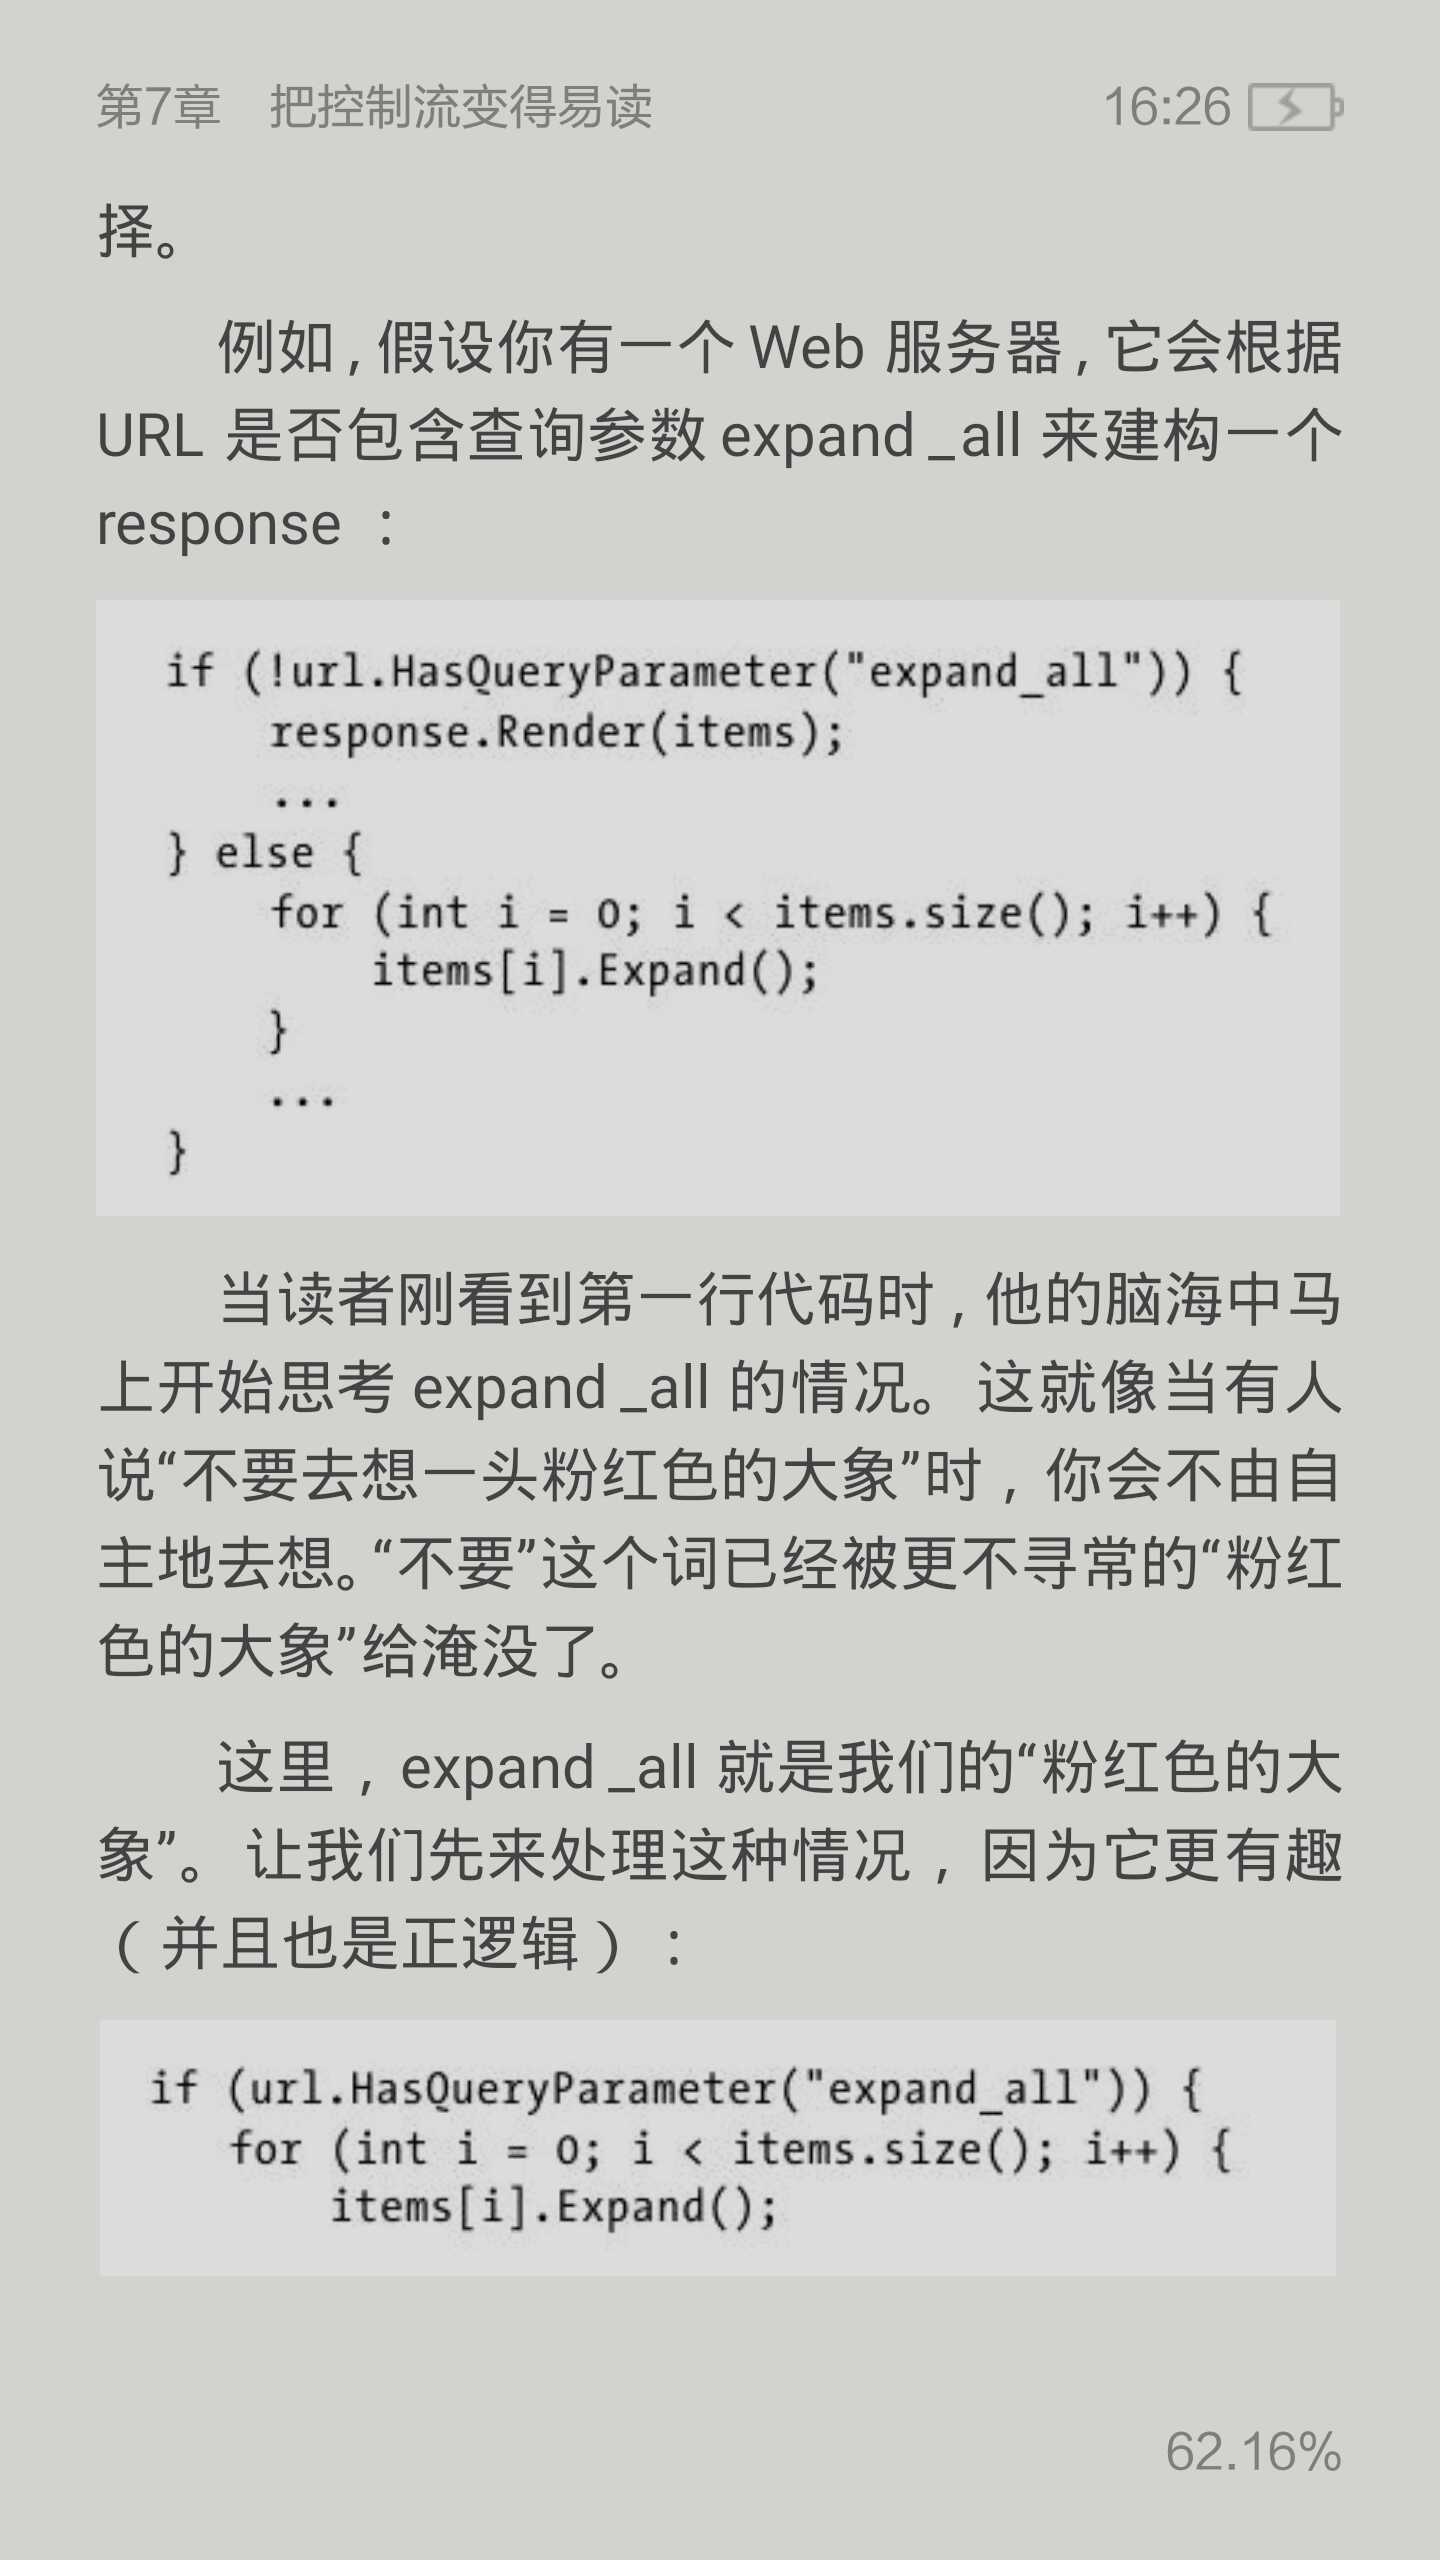 第7章　把控制流变得易读
16:26
择。
例如，假设你有一个 Web 服务器，它会根据
URL 是否包含查询参数 expand_all 来建构一个
response ：
if (!url.HasQueryParameter("expand_all")) {
    response.Render(items);
    ...
} else {
    for (int i = 0; i < items.size(); i++) {
        items[i].Expand();
    }
    ...
}
当读者刚看到第一行代码时，他的脑海中马
上开始思考 expand_all 的情况。这就像当有人
说“不要去想一头粉红色的大象”时，你会不由自
主地去想。“不要”这个词已经被更不寻常的“粉红
色的大象”给淹没了。
这里，expand_all 就是我们的“粉红色的大
象”。让我们先来处理这种情况，因为它更有趣
（并且也是正逻辑）：
if (url.HasQueryParameter("expand_all")) {
    for (int i = 0; i < items.size(); i++) {
        items[i].Expand();
62.16%